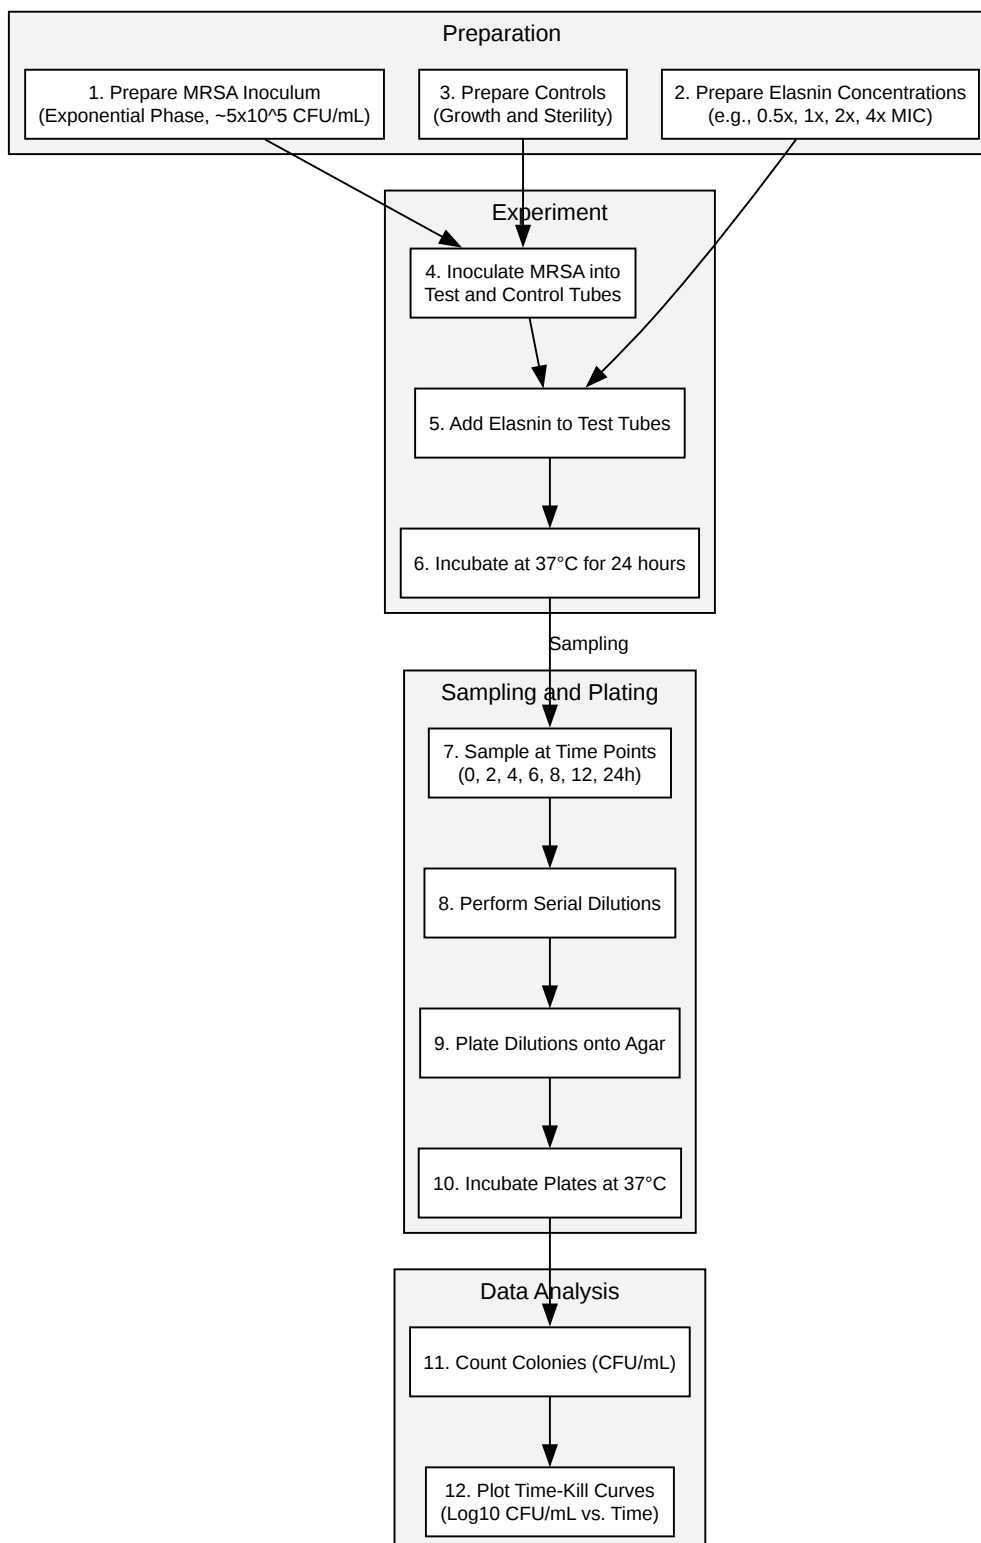 Preparation
1. Prepare MRSA Inoculum
(Exponential Phase, ~5x10^5 CFU/mL)
3. Prepare Controls
(Growth and Sterility)
2. Prepare Elasnin Concentrations
(e.g., 0.5x, 1x, 2x, 4x MIC)
Experiment
4. Inoculate MRSA into
Test and Control Tubes
5. Add Elasnin to Test Tubes
6. Incubate at 37°C for 24 hours
Sampling
Sampling and Plating
7. Sample at Time Points
(0, 2, 4, 6, 8, 12, 24h)
8. Perform Serial Dilutions
9. Plate Dilutions onto Agar
10. Incubate Plates at 37°C
Data Analysis
11. Count Colonies (CFU/mL)
12. Plot Time-Kill Curves
(Log10 CFU/mL vs. Time)